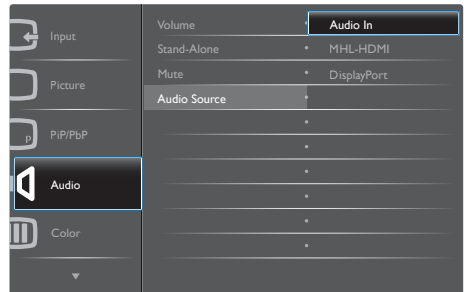 Input
Picture
P
PiP/PbP
Audio
Color
Volume
Stand-Alone
Mute
Audio Source
Audio In
MHL-HDMI
DisplayPort